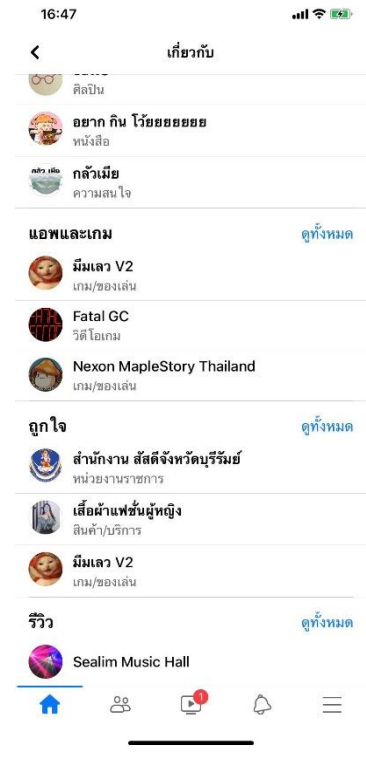 16:47
เกี่ยวกับ
ศิลปิน
อยาก กิน โว้ยยยยยยย
หนังสือ
กลัวเมีย
กลัวเมีย
ความสนใจ
แอพและเกม
ดูทั้งหมด
มีมเลว V2
เกม/ของเล่น
Fatal GC
วิดีโอเกม
Nexon MapleStory Thailand
เกม/ของเล่น
ถูกใจ
ดูทั้งหมด
สำนักงาน สัสดีจังหวัดบุรีรัมย์
หน่วยงานราชการ
เสื้อผ้าแฟชั่นผู้หญิง
สินค้า/บริการ
มีมเลว V2
เกม/ของเล่น
รีวิว
ดูทั้งหมด
Sealim Music Hall
1